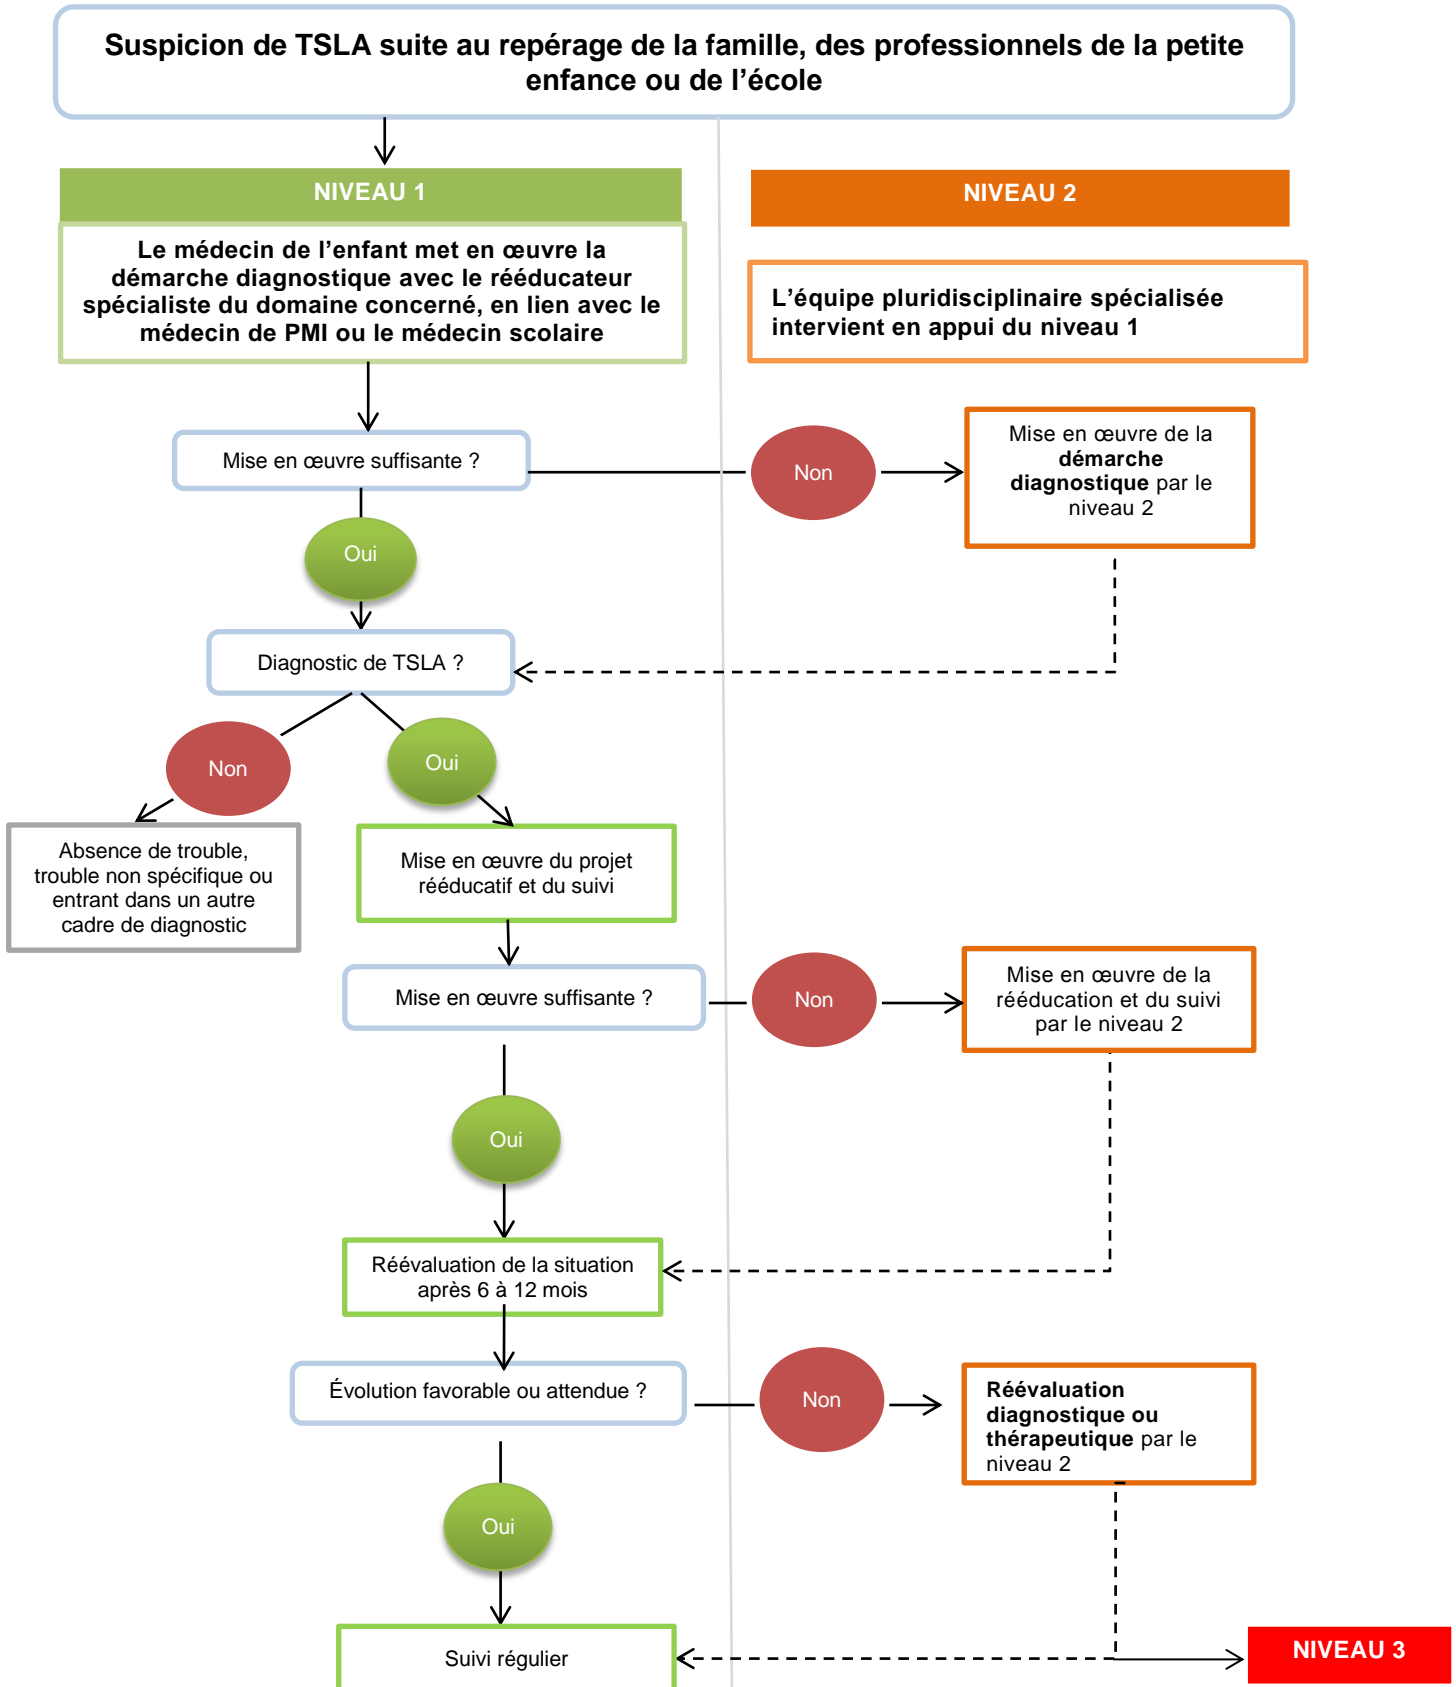 Suspicion de TSLA suite au repérage de la famille, des professionnels de la petite
enfance ou de l'école
NIVEAU 1
Le médecin de l'enfant met en œuvre la
démarche diagnostique avec le rééducateur
spécialiste du domaine concerné, en lien avec le
médecin de PMI ou le médecin scolaire
NIVEAU 2
L'équipe pluridisciplinaire spécialisée
intervient en appui du niveau 1
Mise en œuvre suffisante ?
Non
Mise en œuvre de la
démarche
diagnostique par le
niveau 2
Oui
Diagnostic de TSLA ?
Non
Oui
Absence de trouble,
trouble non spécifique ou
entrant dans un autre
cadre de diagnostic
Mise en œuvre du projet
rééducatif et du suivi
Mise en œuvre suffisante ?
Non
Mise en œuvre de la
rééducation et du suivi
par le niveau 2
Oui
Réévaluation de la situation
après 6 à 12 mois
Évolution favorable ou attendue ?
Non
Réévaluation
diagnostique ou
thérapeutique par le
niveau 2
Oui
Suivi régulier
NIVEAU 3